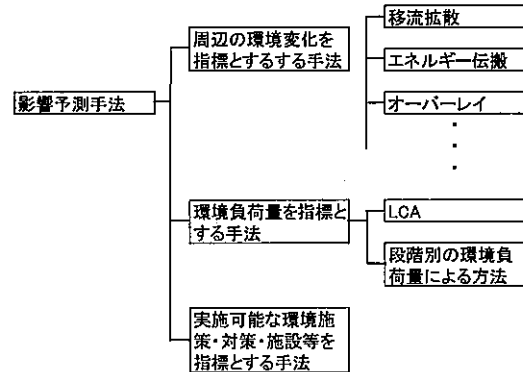 影響予測手法
周辺の環境変化を
指標とするする手法
移流拡散
エネルギー伝搬
オーバーレイ
・
・
・
環境負荷量を指標と
する手法
LCA
段階別の環境負
荷量による方法
実施可能な環境施
策・対策・施設等を
指標とする手法